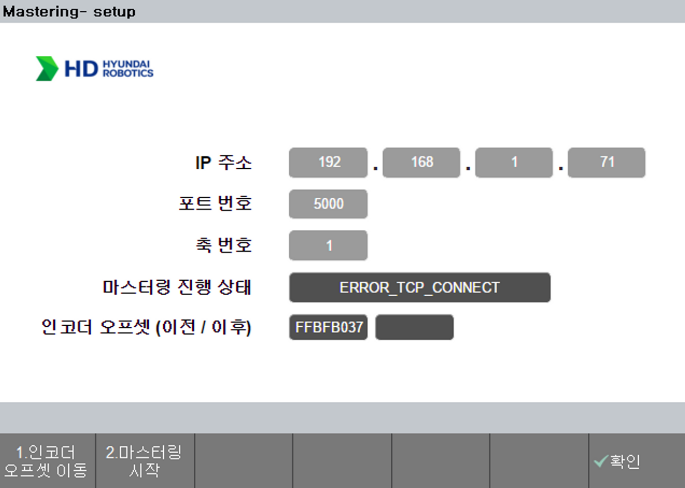 Mastering- setup
HD HYUNDAI
ROBOTICS
IP 주소 192 . 168 . 1 . 71
포트 번호 5000
축 번호 1
마스터링 진행 상태 ERROR_TCP_CONNECT
인코더 오프셋 (이전 / 이후) FFBFB037
1.인코더
오프셋 이동
2.마스터링
시작
확인